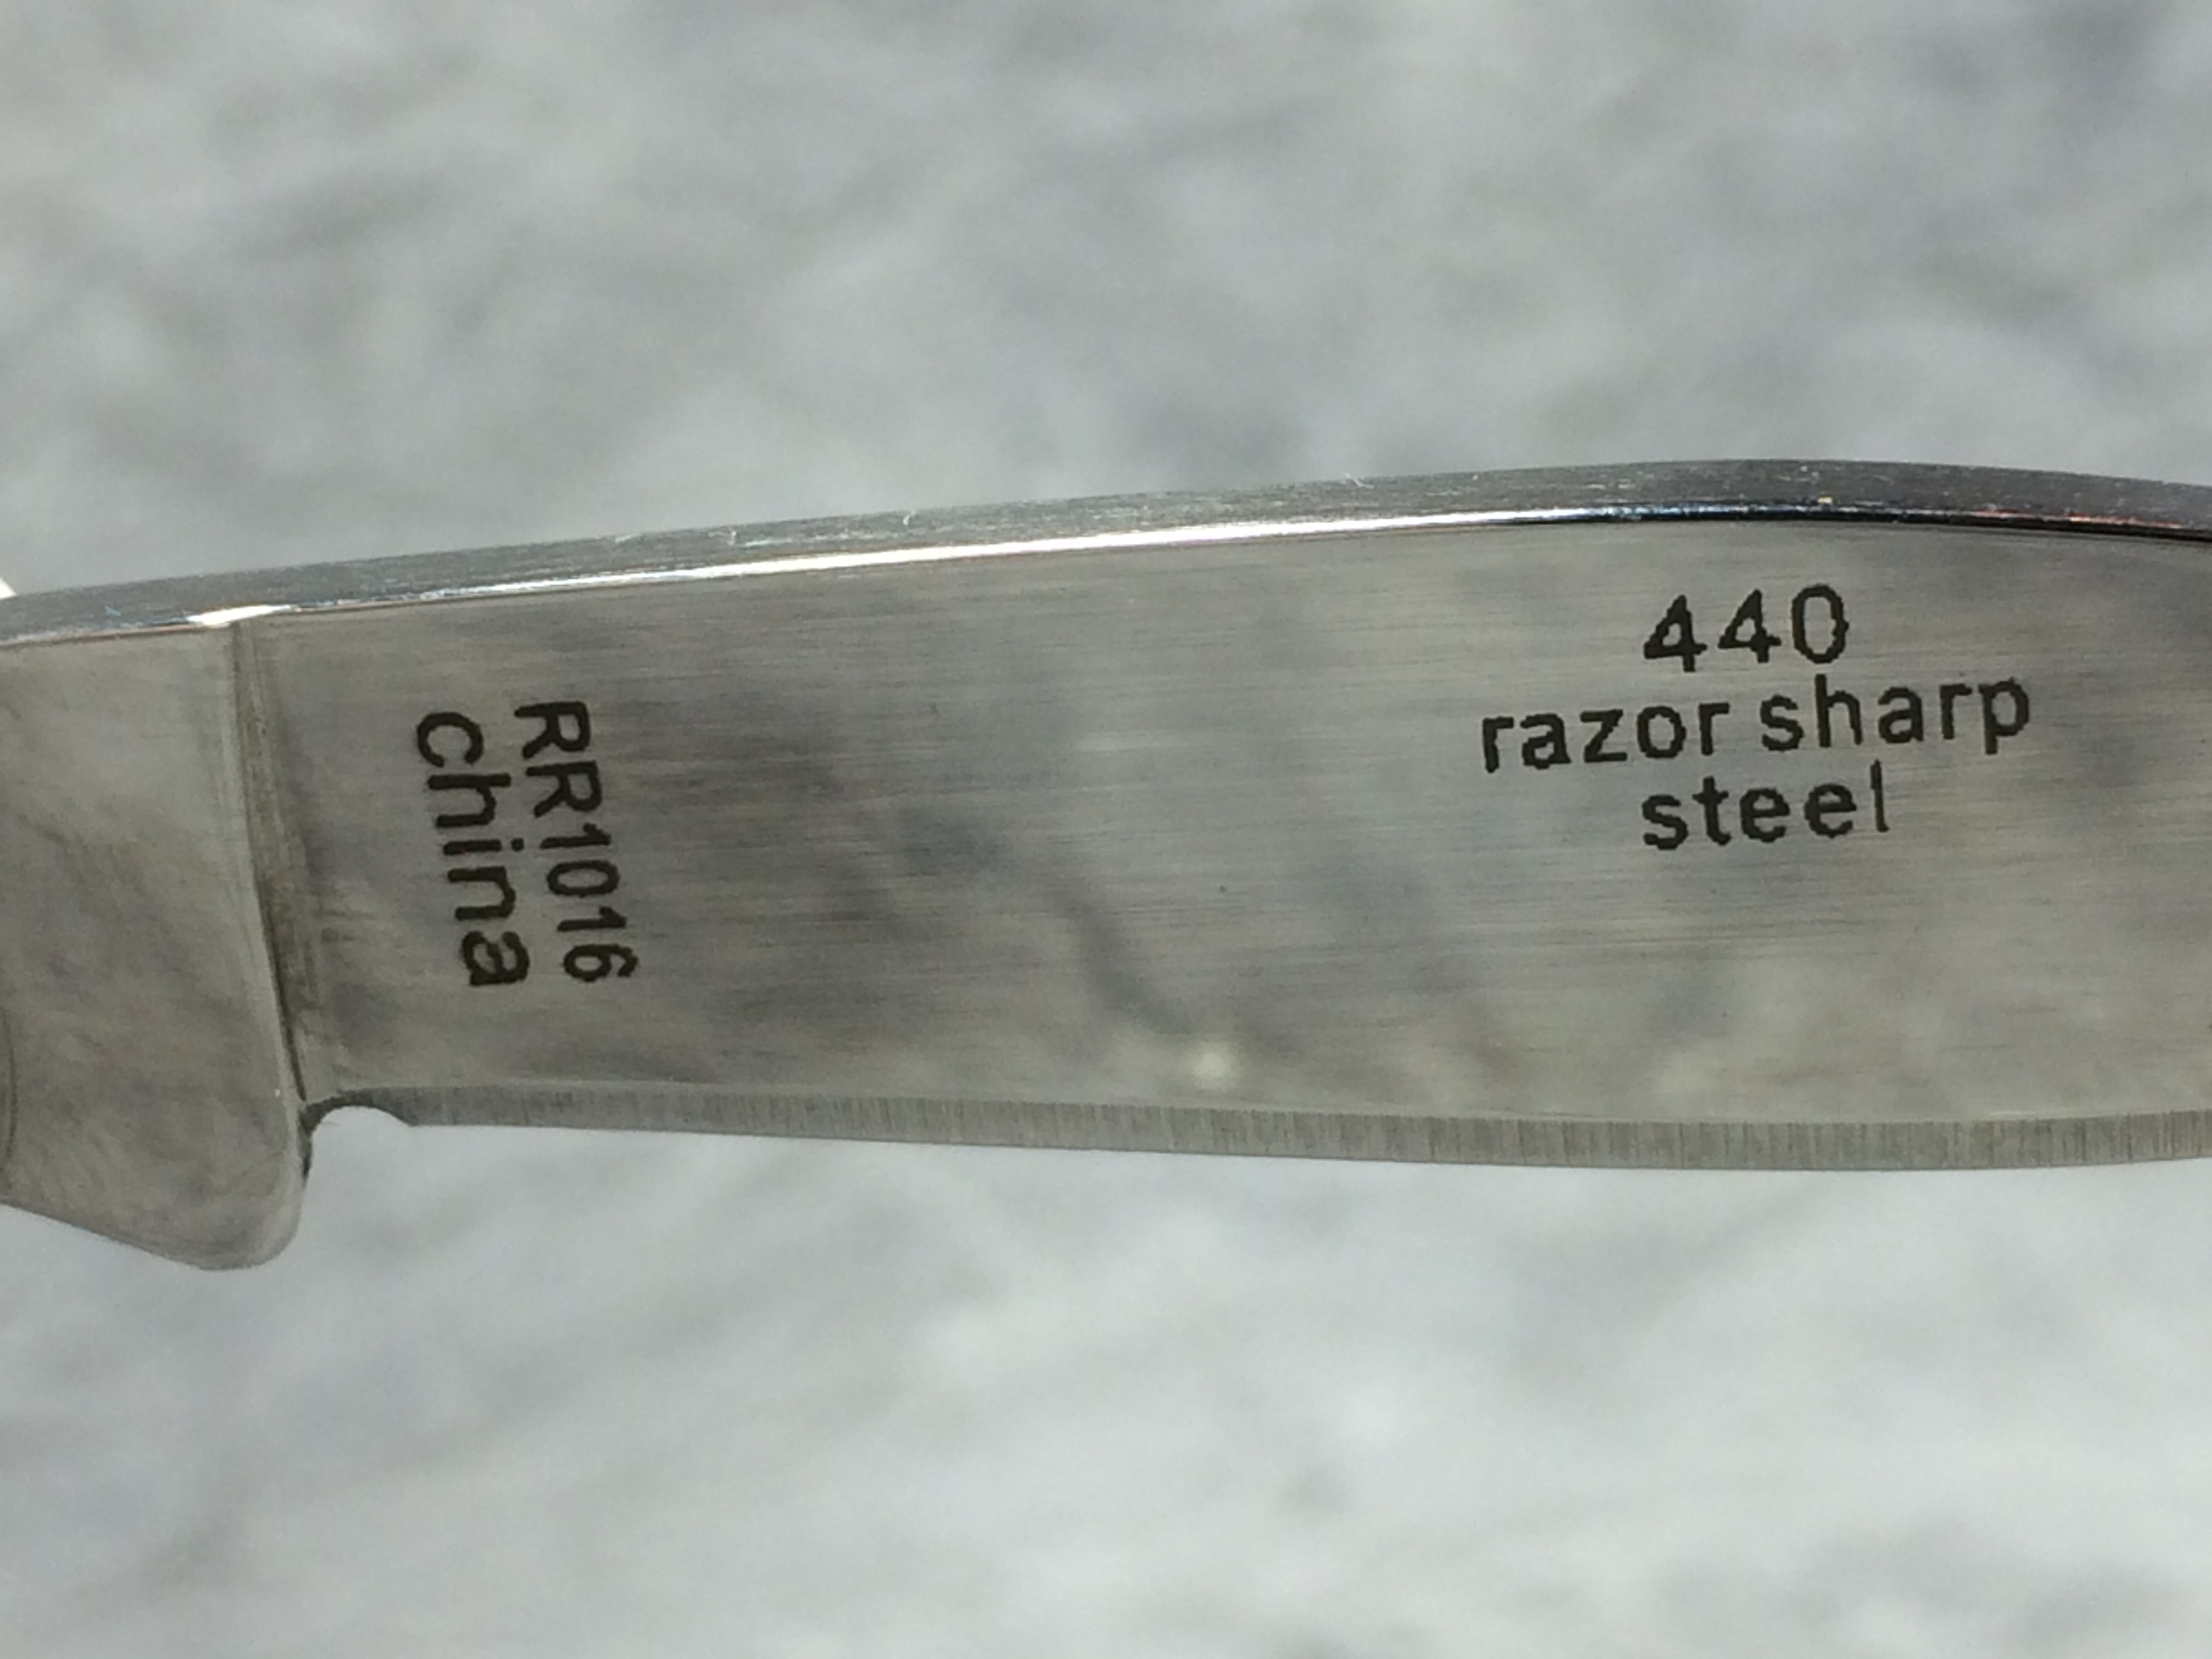 RR1016
china
440
razor sharp
steel